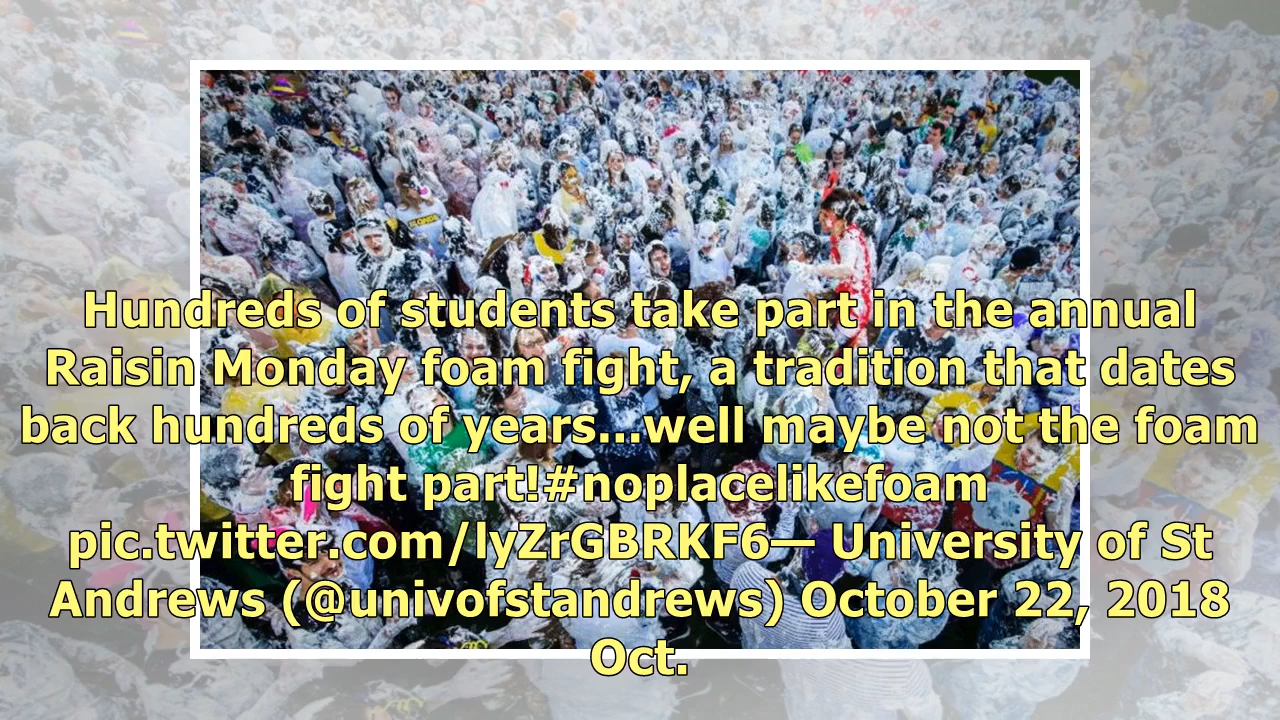 BLONDE
Hundreds of students take part in the annual
Raisin Monday foam fight, a tradition that dates
back hundreds of years...well maybe not the foam
fight part!#noplacelikefoam
pic.twitter.com/lyZrGBRKF6— University of St
Andrews (@univofstandrews) October 22, 2018
Oct.